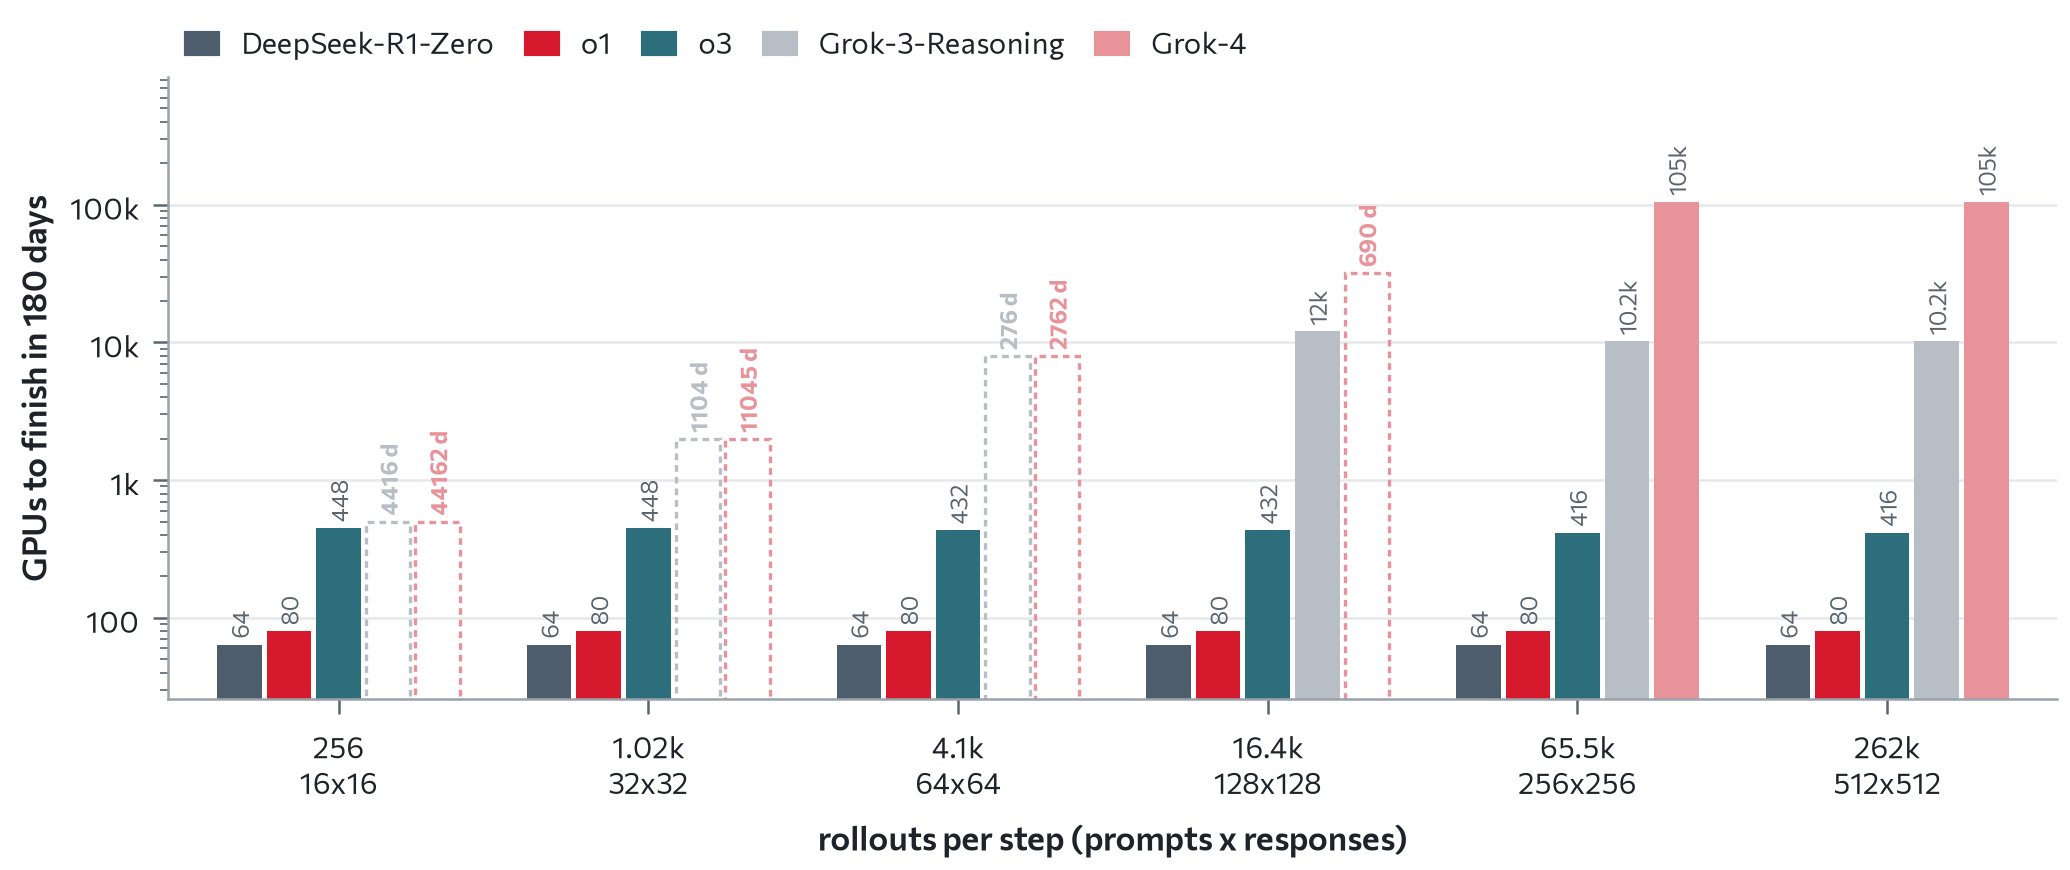 DeepSeek-R1-Zero o1 o3 Grok-3-Reasoning Grok-4
GPUs to finish in 180 days
100k
10k
1k
100
64 80 448 4416 d 44162 d
64 80 448 1104 d 11045 d
64 80 432 276 d 2762 d
64 80 432 12k 690 d
64 80 416 10.2k 105k
64 80 416 10.2k 105k
256 1.02k 4.1k 16.4k 65.5k 262k
16x16 32x32 64x64 128x128 256x256 512x512
rollouts per step (prompts x responses)